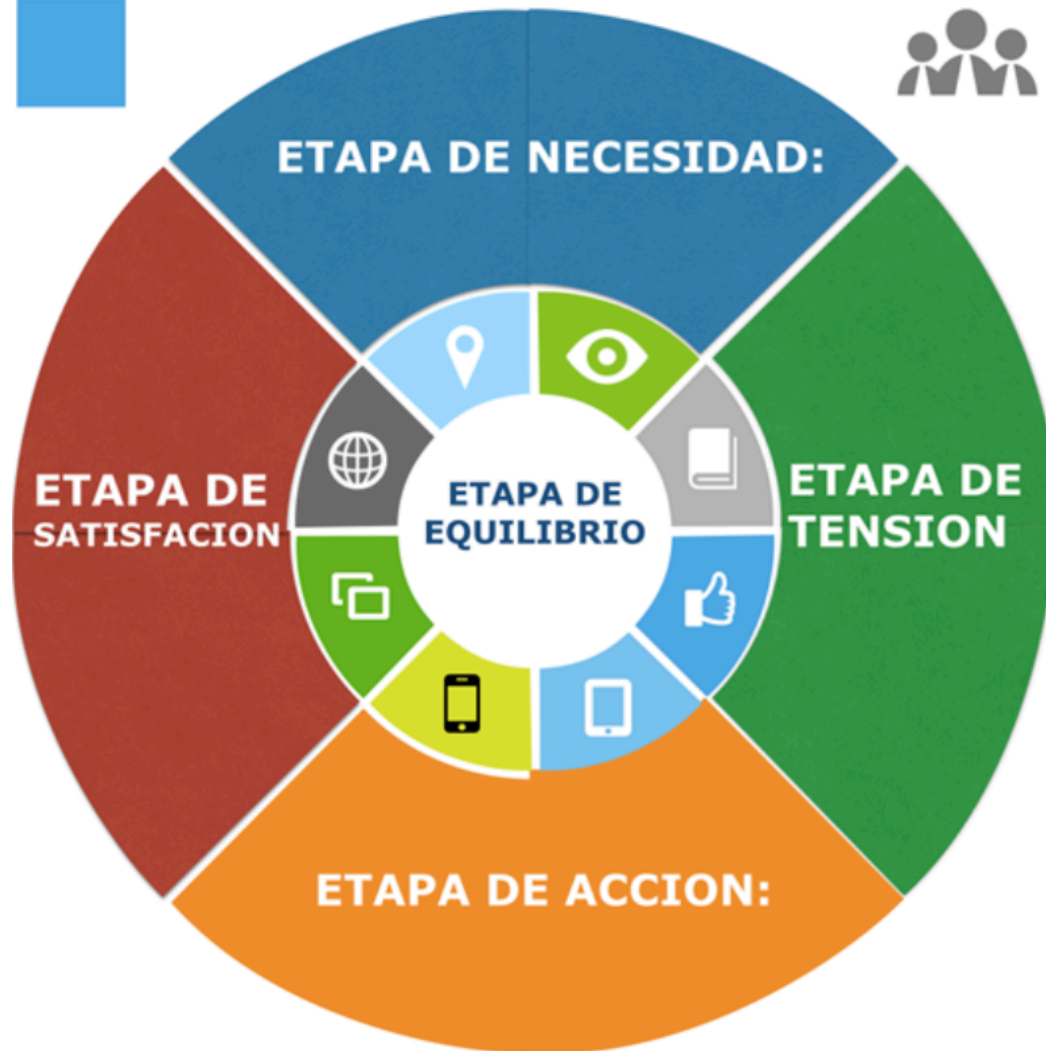 ETAPA DE NECESIDAD:
ETAPA DE
SATISFACION
ETAPA DE
EQUILIBRIO
ETAPA DE
TENSION
ETAPA DE ACCION: